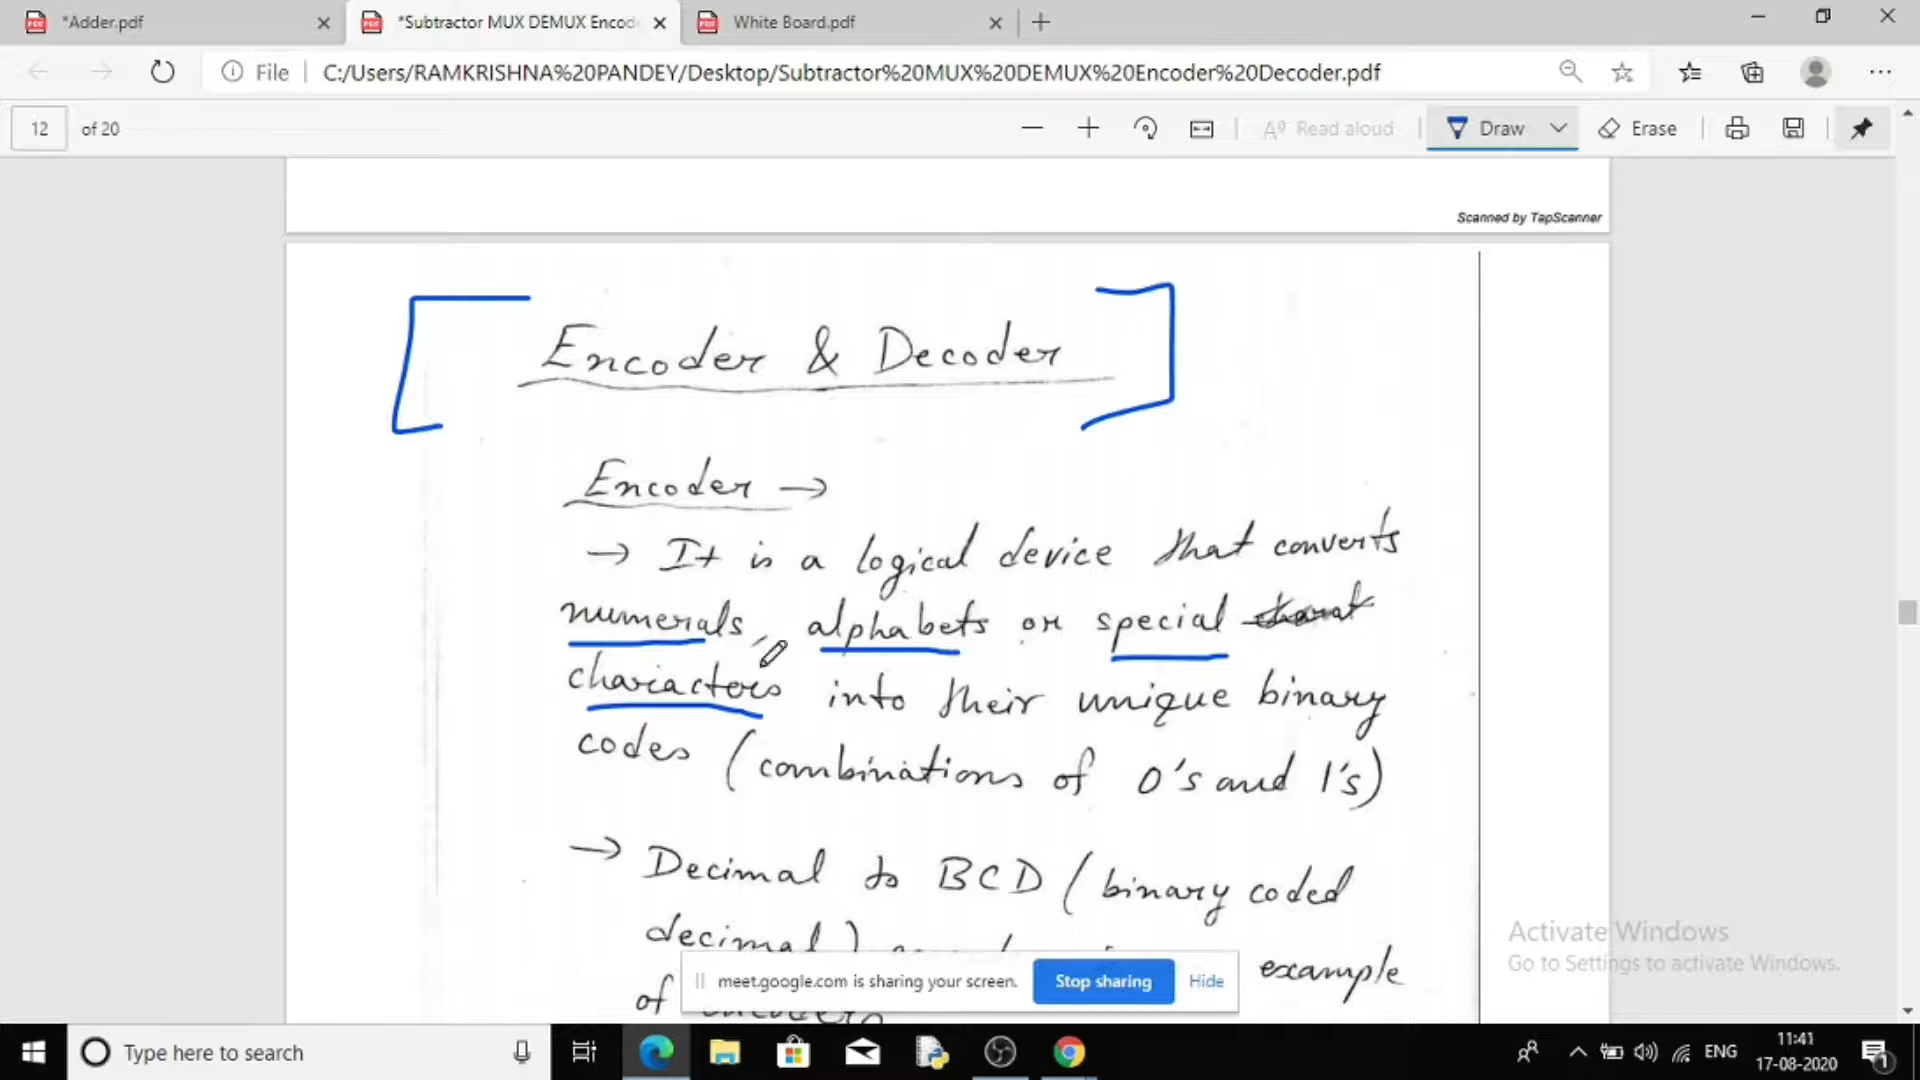 *Adder.pdf
*Subtractor MUX DEMUX Encod
White Board.pdf
File
C:/Users/RAMKRISHNA%20PANDEY/Desktop/Subtractor%20MUX%20DEMUX%20Encoder%20Decoder.pdf
12 of 20
Read aloud
Draw
Erase
Scanned by TapScanner
Encoder & Decoder
Encoder →
→ It is a logical device that converts
numerals, alphabets or special
charactors into their unique binary
codes (combinations of 0's and 1's)
→ Decimal to BCD (binary coded
decimal) example
of encoders
meet.google.com is sharing your screen. Stop sharing Hide
Activate Windows
Go to Settings to activate Windows.
Type here to search
ENG
11:41
17-08-2020
1